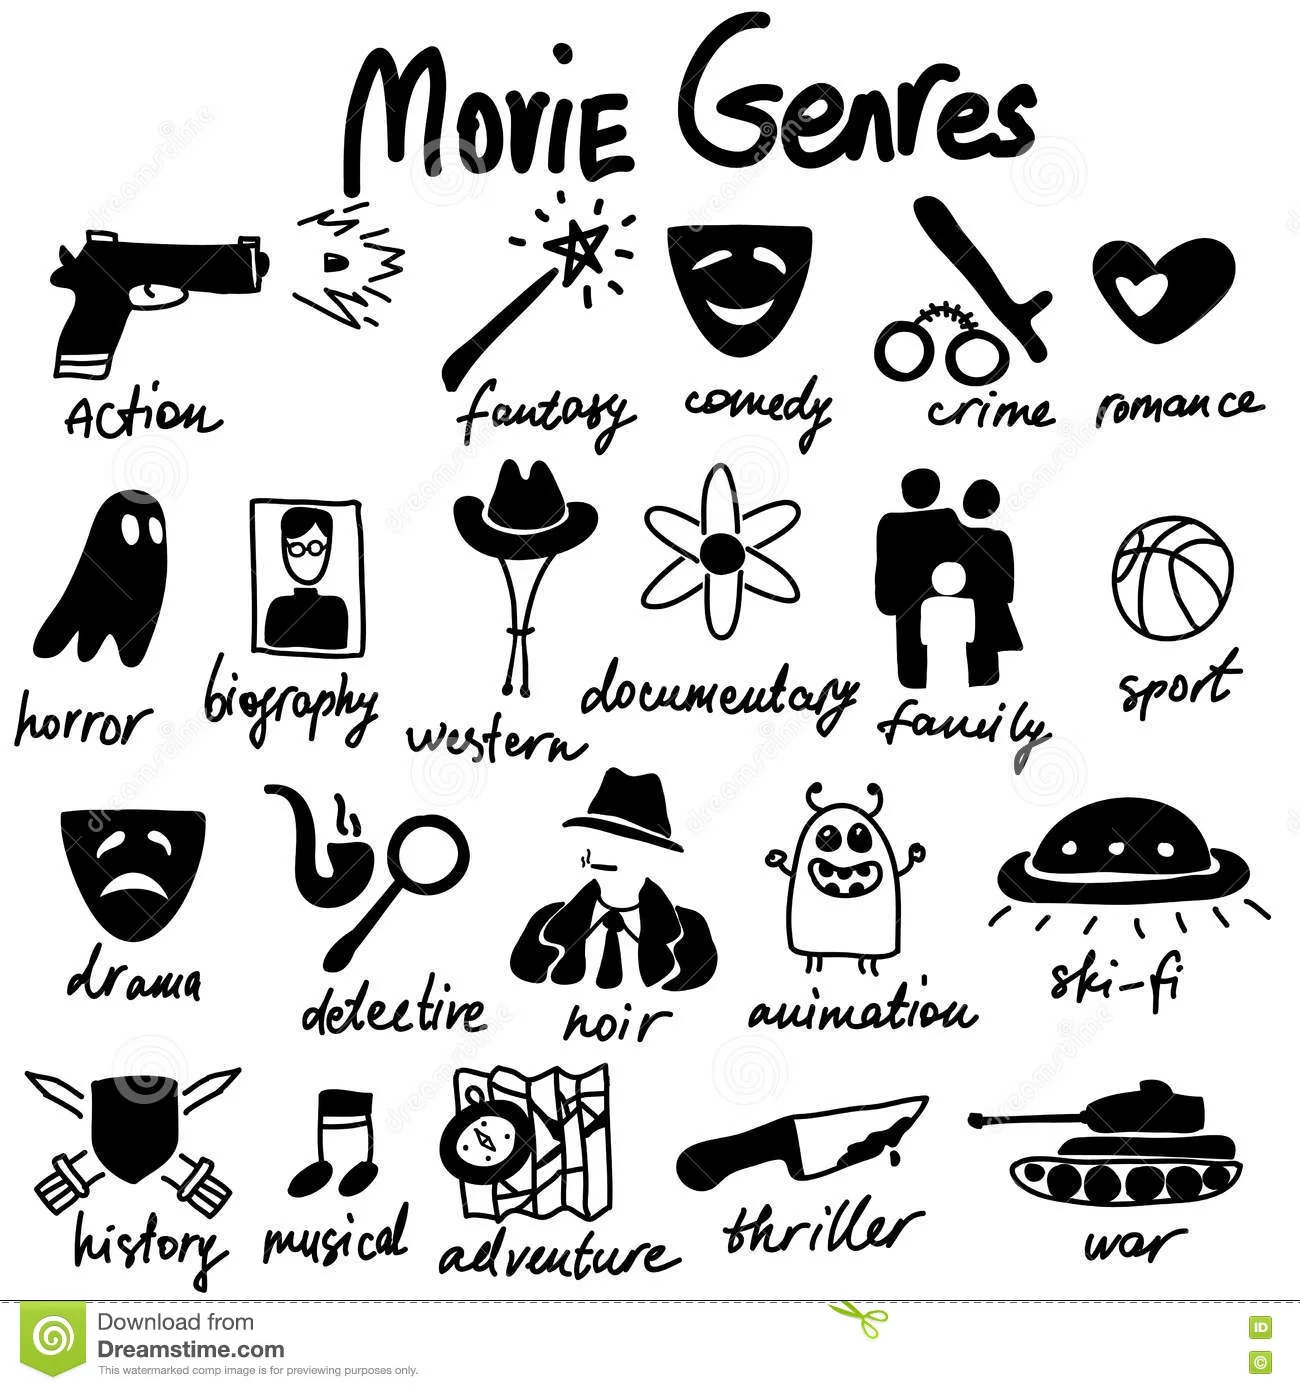 Movie Genres
Action
fantasy
comedy
crime
romance
horror
biography
western
documentary
family
sport
drama
detective
noir
animation
ski-fi
history
musical
adventure
thriller
war
Download from
Dreamstime.com
This watermarked comp image is for previewing purposes only.
ID
©